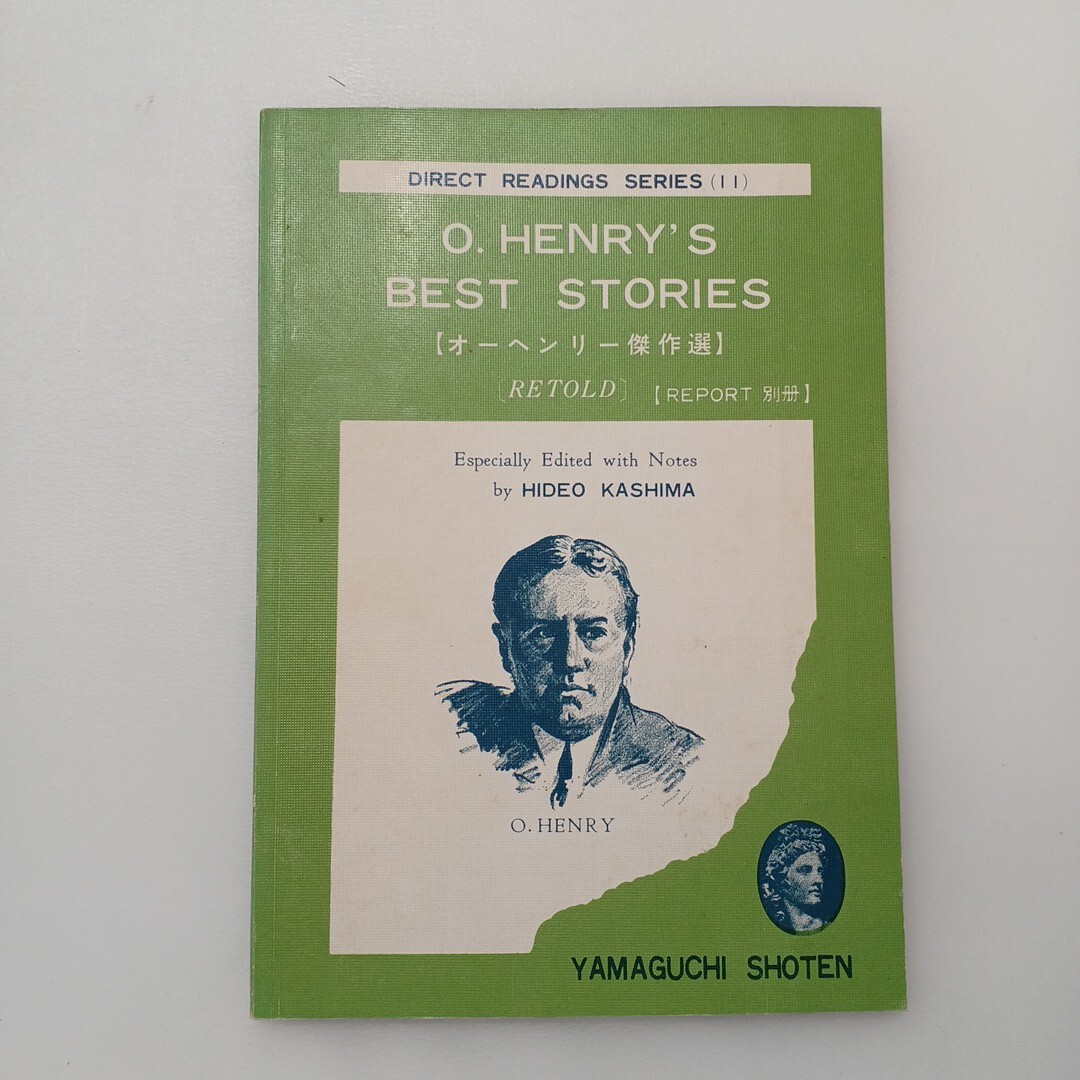 DIRECT READINGS SERIES (11)
O. HENRY'S
BEST STORIES
【オーヘンリー傑作選】
[RETOLD] 【REPORT 別册】
Especially Edited with Notes
by HIDEO KASHIMA
O. HENRY
YAMAGUCHI SHOTEN